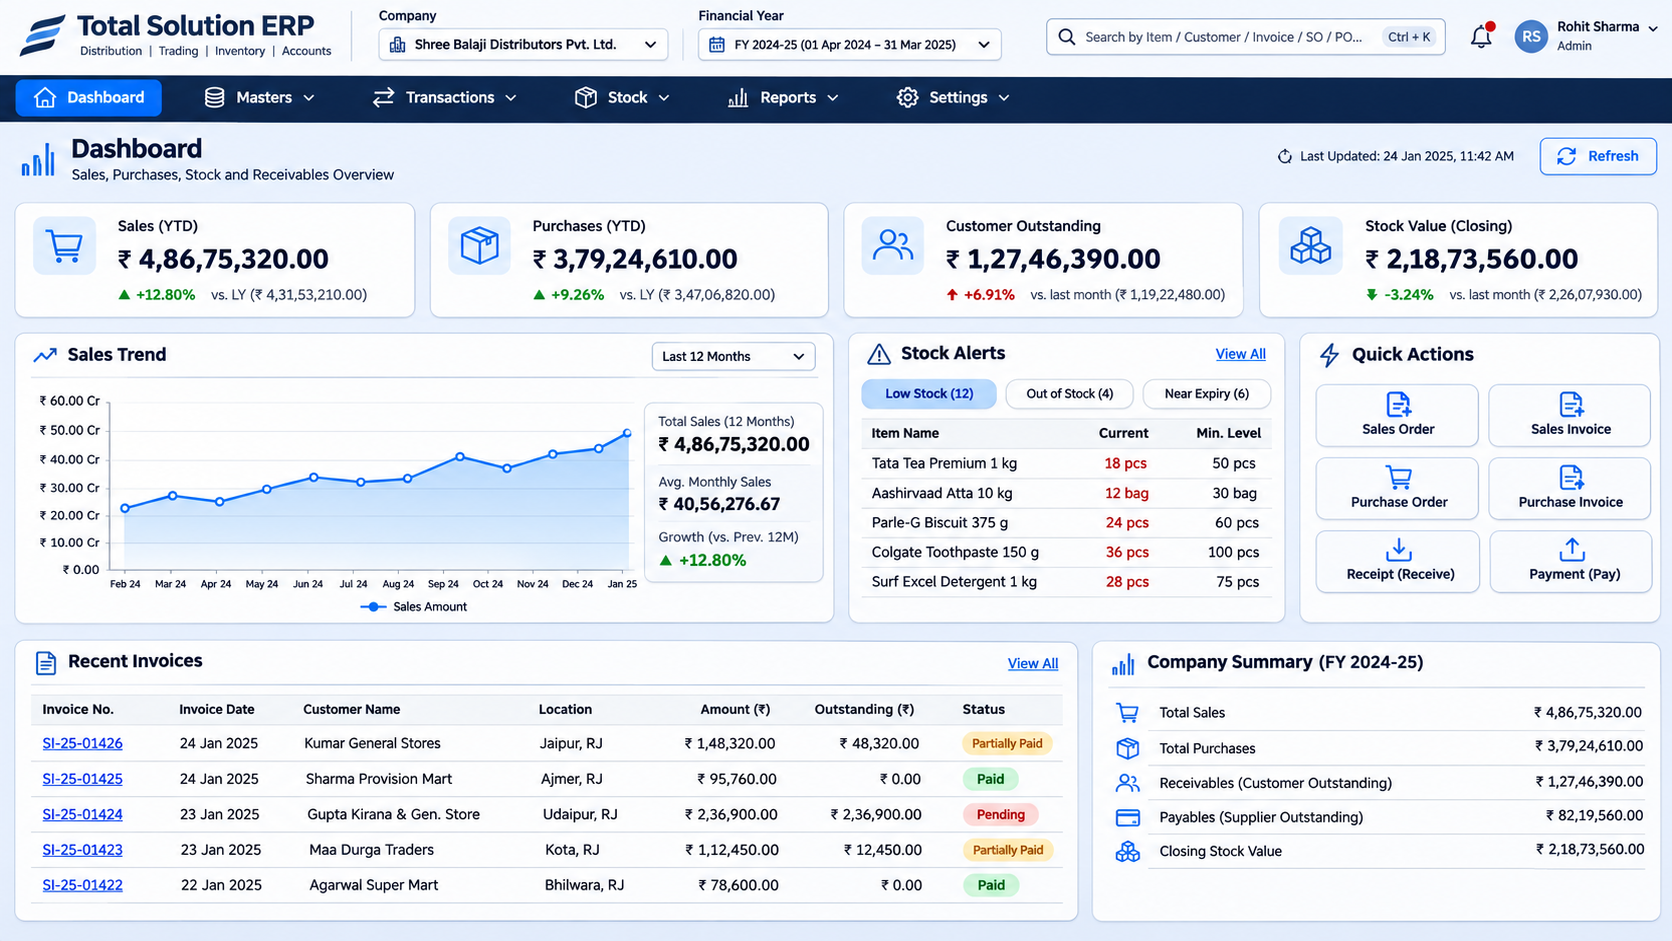 Total Solution ERP
Distribution | Trading | Inventory | Accounts
Company
Shree Balaji Distributors Pvt. Ltd.
Financial Year
FY 2024-25 (01 Apr 2024 – 31 Mar 2025)
Search by Item / Customer / Invoice / SO / PO...
Ctrl + K
RS
Rohit Sharma
Admin
Dashboard
Masters
Transactions
Stock
Reports
Settings
Dashboard
Sales, Purchases, Stock and Receivables Overview
Last Updated: 24 Jan 2025, 11:42 AM
Refresh
Sales (YTD)
₹ 4,86,75,320.00
+12.80% vs. LY (₹ 4,31,53,210.00)
Purchases (YTD)
₹ 3,79,24,610.00
+9.26% vs. LY (₹ 3,47,06,820.00)
Customer Outstanding
₹ 1,27,46,390.00
+6.91% vs. last month (₹ 1,19,22,480.00)
Stock Value (Closing)
₹ 2,18,73,560.00
-3.24% vs. last month (₹ 2,26,07,930.00)
Sales Trend
Last 12 Months
₹ 60.00 Cr
₹ 50.00 Cr
₹ 40.00 Cr
₹ 30.00 Cr
₹ 20.00 Cr
₹ 10.00 Cr
₹ 0.00
Feb 24 Mar 24 Apr 24 May 24 Jun 24 Jul 24 Aug 24 Sep 24 Oct 24 Nov 24 Dec 24 Jan 25
Sales Amount
Total Sales (12 Months)
₹ 4,86,75,320.00
Avg. Monthly Sales
₹ 40,56,276.67
Growth (vs. Prev. 12M)
+12.80%
Stock Alerts
View All
Low Stock (12)
Out of Stock (4)
Near Expiry (6)
Item Name Current Min. Level
Tata Tea Premium 1 kg 18 pcs 50 pcs
Aashirvaad Atta 10 kg 12 bag 30 bag
Parle-G Biscuit 375 g 24 pcs 60 pcs
Colgate Toothpaste 150 g 36 pcs 100 pcs
Surf Excel Detergent 1 kg 28 pcs 75 pcs
Quick Actions
Sales Order
Sales Invoice
Purchase Order
Purchase Invoice
Receipt (Receive)
Payment (Pay)
Recent Invoices
View All
Invoice No. Invoice Date Customer Name Location Amount (₹) Outstanding (₹) Status
SI-25-01426 24 Jan 2025 Kumar General Stores Jaipur, RJ ₹ 1,48,320.00 ₹ 48,320.00 Partially Paid
SI-25-01425 24 Jan 2025 Sharma Provision Mart Ajmer, RJ ₹ 95,760.00 ₹ 0.00 Paid
SI-25-01424 23 Jan 2025 Gupta Kirana & Gen. Store Udaipur, RJ ₹ 2,36,900.00 ₹ 2,36,900.00 Pending
SI-25-01423 23 Jan 2025 Maa Durga Traders Kota, RJ ₹ 1,12,450.00 ₹ 12,450.00 Partially Paid
SI-25-01422 22 Jan 2025 Agarwal Super Mart Bhilwara, RJ ₹ 78,600.00 ₹ 0.00 Paid
Company Summary (FY 2024-25)
Total Sales ₹ 4,86,75,320.00
Total Purchases ₹ 3,79,24,610.00
Receivables (Customer Outstanding) ₹ 1,27,46,390.00
Payables (Supplier Outstanding) ₹ 82,19,560.00
Closing Stock Value ₹ 2,18,73,560.00